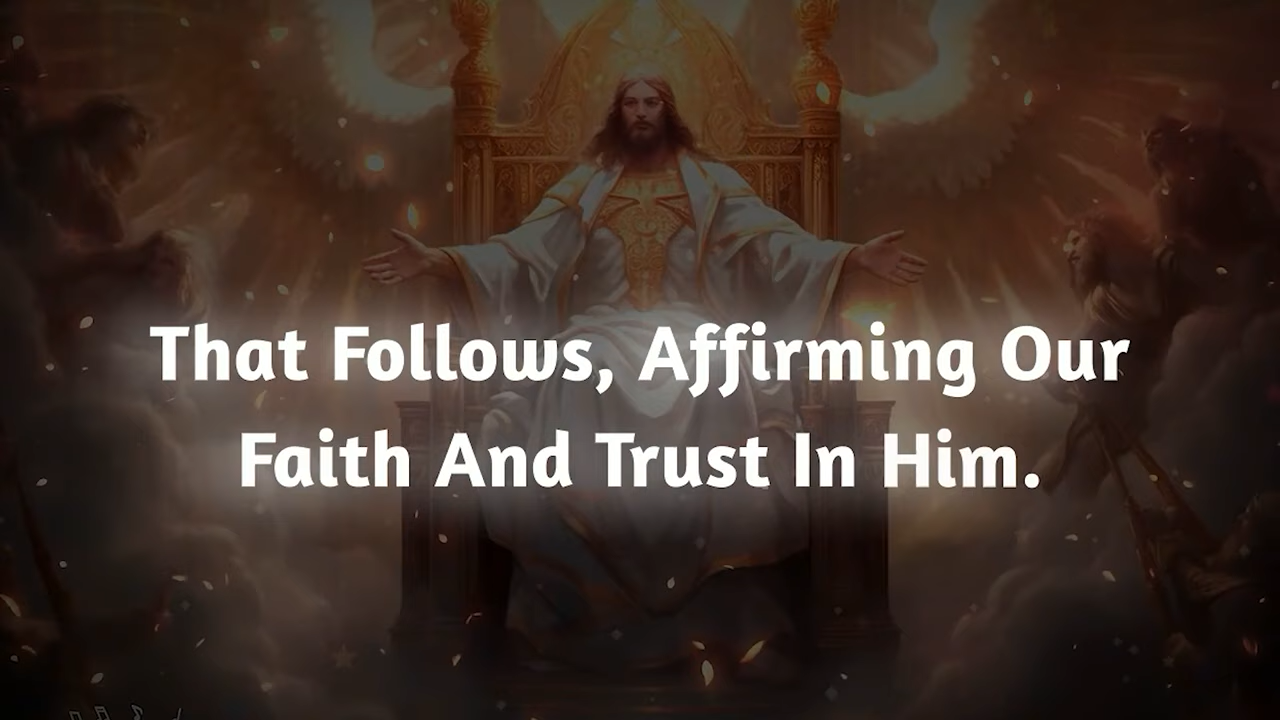 That Follows, Affirming Our
Faith And Trust In Him.